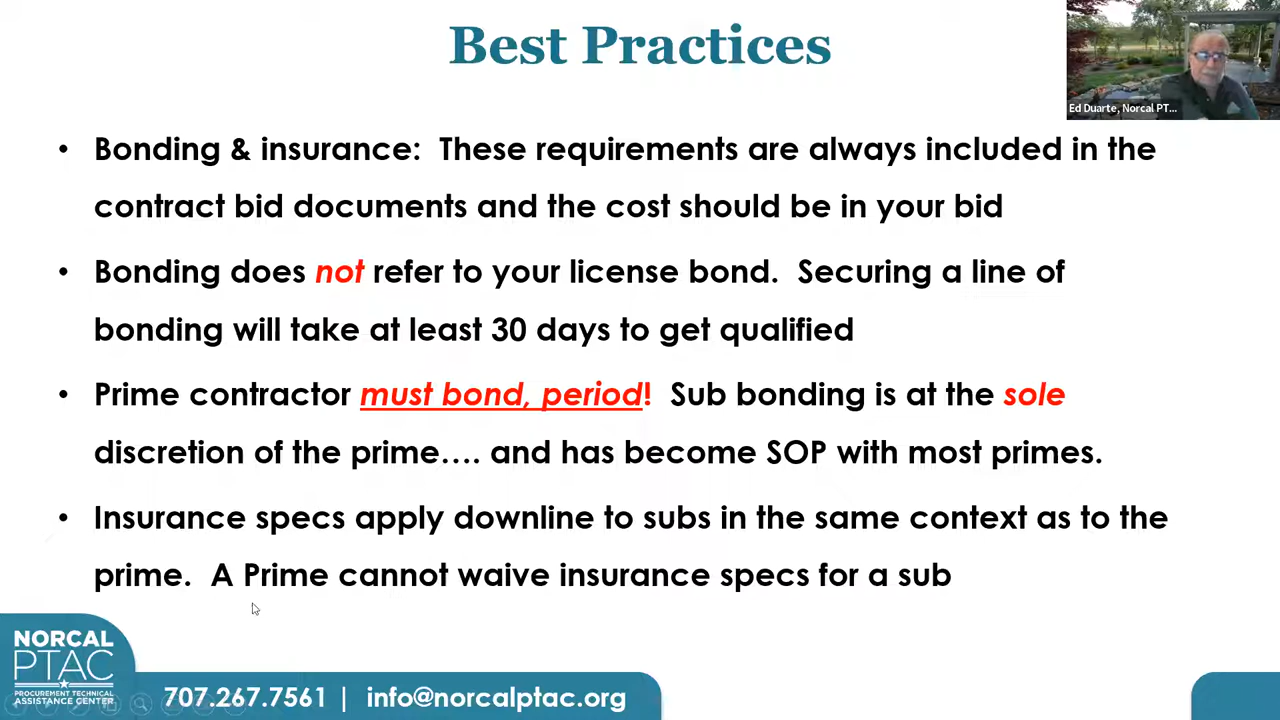 Best Practices
Ed Duarte, Norcal PT...
• Bonding & insurance: These requirements are always included in the
contract bid documents and the cost should be in your bid
• Bonding does not refer to your license bond. Securing a line of
bonding will take at least 30 days to get qualified
• Prime contractor must bond, period! Sub bonding is at the sole
discretion of the prime…. and has become SOP with most primes.
• Insurance specs apply downline to subs in the same context as to the
prime. A Prime cannot waive insurance specs for a sub
NORCAL
PTAC
PROCUREMENT TECHNICAL
ASSISTANCE CENTER
707.267.7561 | info@norcalptac.org